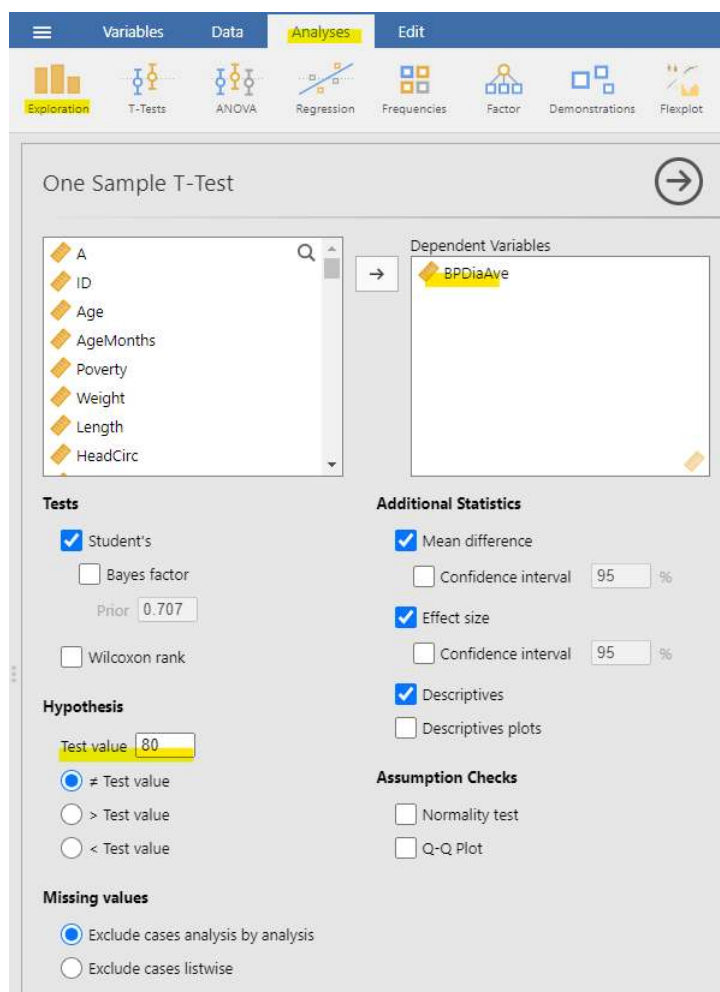 Variables Data Analyses Edit
Exploration T-Tests ANOVA Regression Frequencies Factor Demonstrations Flexplot
One Sample T-Test
A
ID
Age
AgeMonths
Poverty
Weight
Length
HeadCirc
Dependent Variables
BPDiaAve
Tests
Student's
Bayes factor
Prior 0.707
Wilcoxon rank
Hypothesis
Test value 80
≠ Test value
> Test value
< Test value
Missing values
Exclude cases analysis by analysis
Exclude cases listwise
Additional Statistics
Mean difference
Confidence interval 95 %
Effect size
Confidence interval 95 %
Descriptives
Descriptives plots
Assumption Checks
Normality test
Q-Q Plot